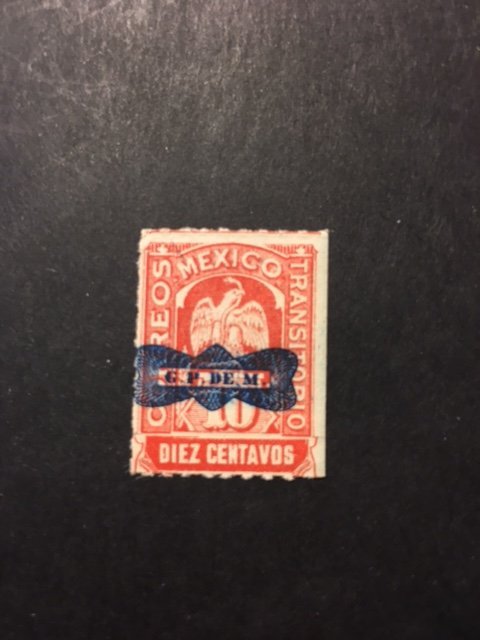 MEXICO
CORREOS
TRANSITORIO
G. P. DE M.
10
DIEZ CENTAVOS